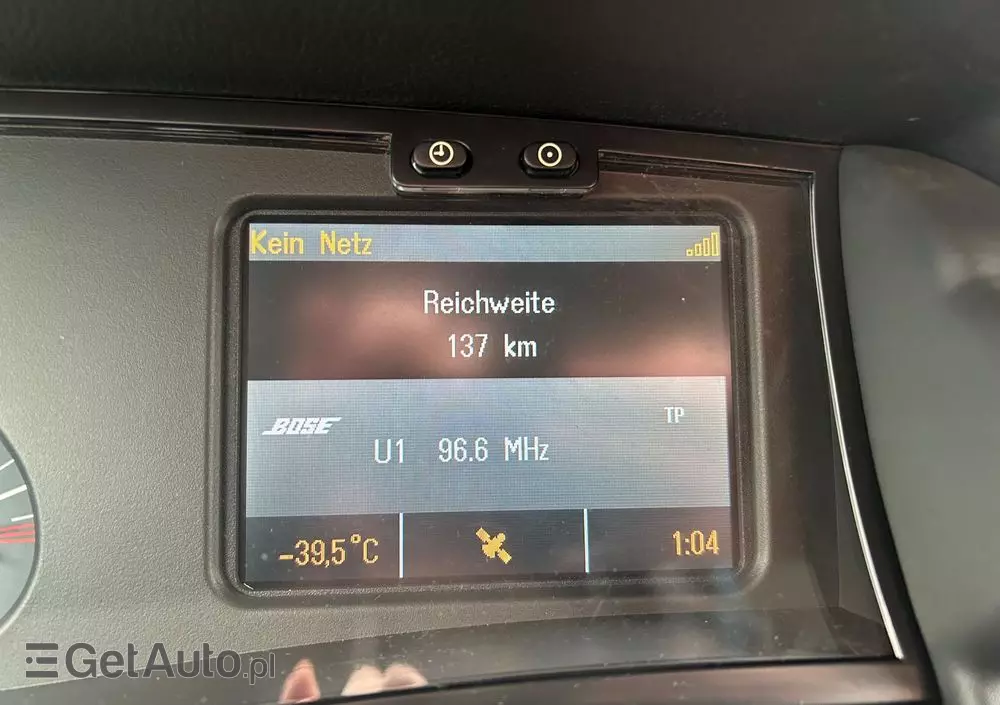 Kein Netz
Reichweite
137 km
BOSE
TP
U1 96.6 MHz
-39,5°C
1:04
GetAuto.pl